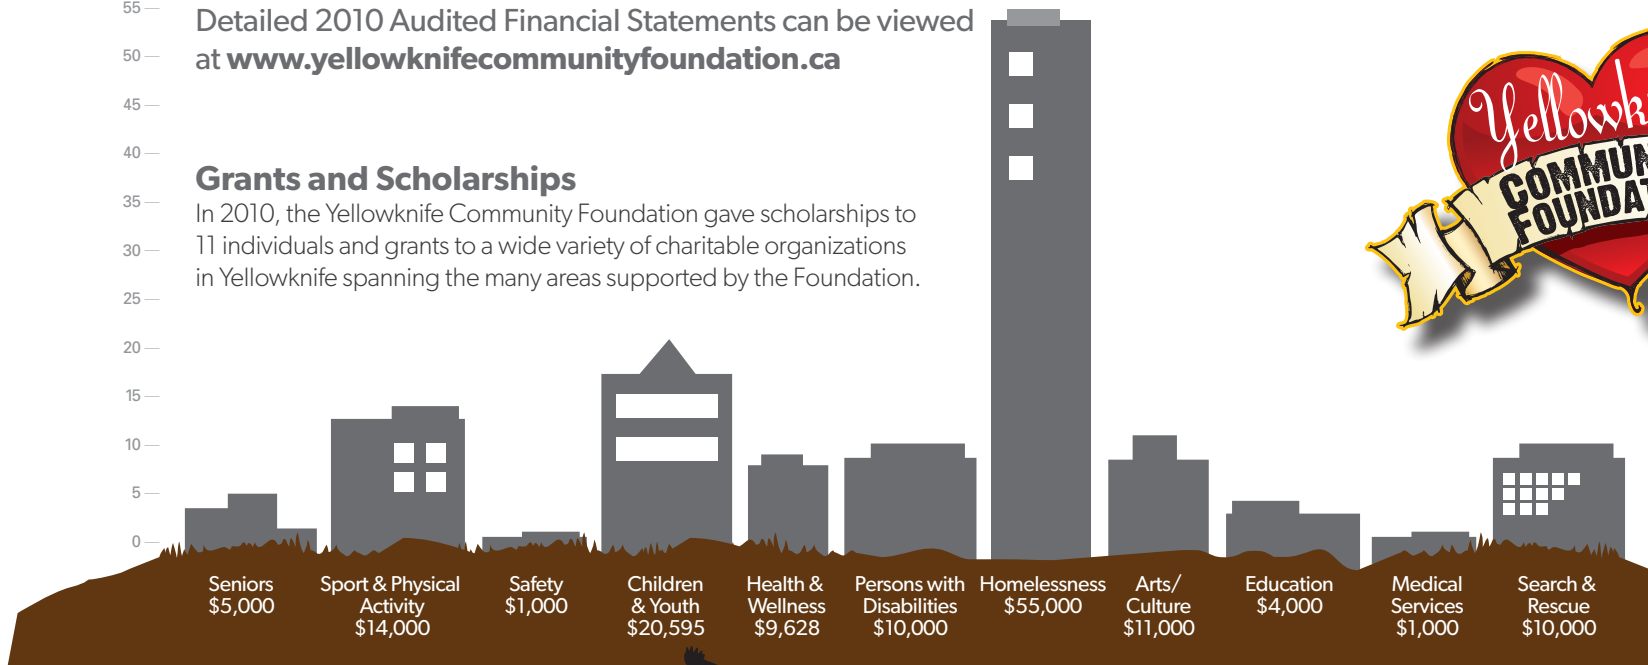 Detailed 2010 Audited Financial Statements can be viewed
at www.yellowknifecommunityfoundation.ca
Grants and Scholarships
In 2010, the Yellowknife Community Foundation gave scholarships to
11 individuals and grants to a wide variety of charitable organizations
in Yellowknife spanning the many areas supported by the Foundation.
55
50
45
40
35
30
25
20
15
10
5
0
Yellowk
COMMUN
FOUNDAT
Seniors
$5,000
Sport & Physical
Activity
$14,000
Safety
$1,000
Children
& Youth
$20,595
Health &
Wellness
$9,628
Persons with
Disabilities
$10,000
Homelessness
$55,000
Arts/
Culture
$11,000
Education
$4,000
Medical
Services
$1,000
Search &
Rescue
$10,000